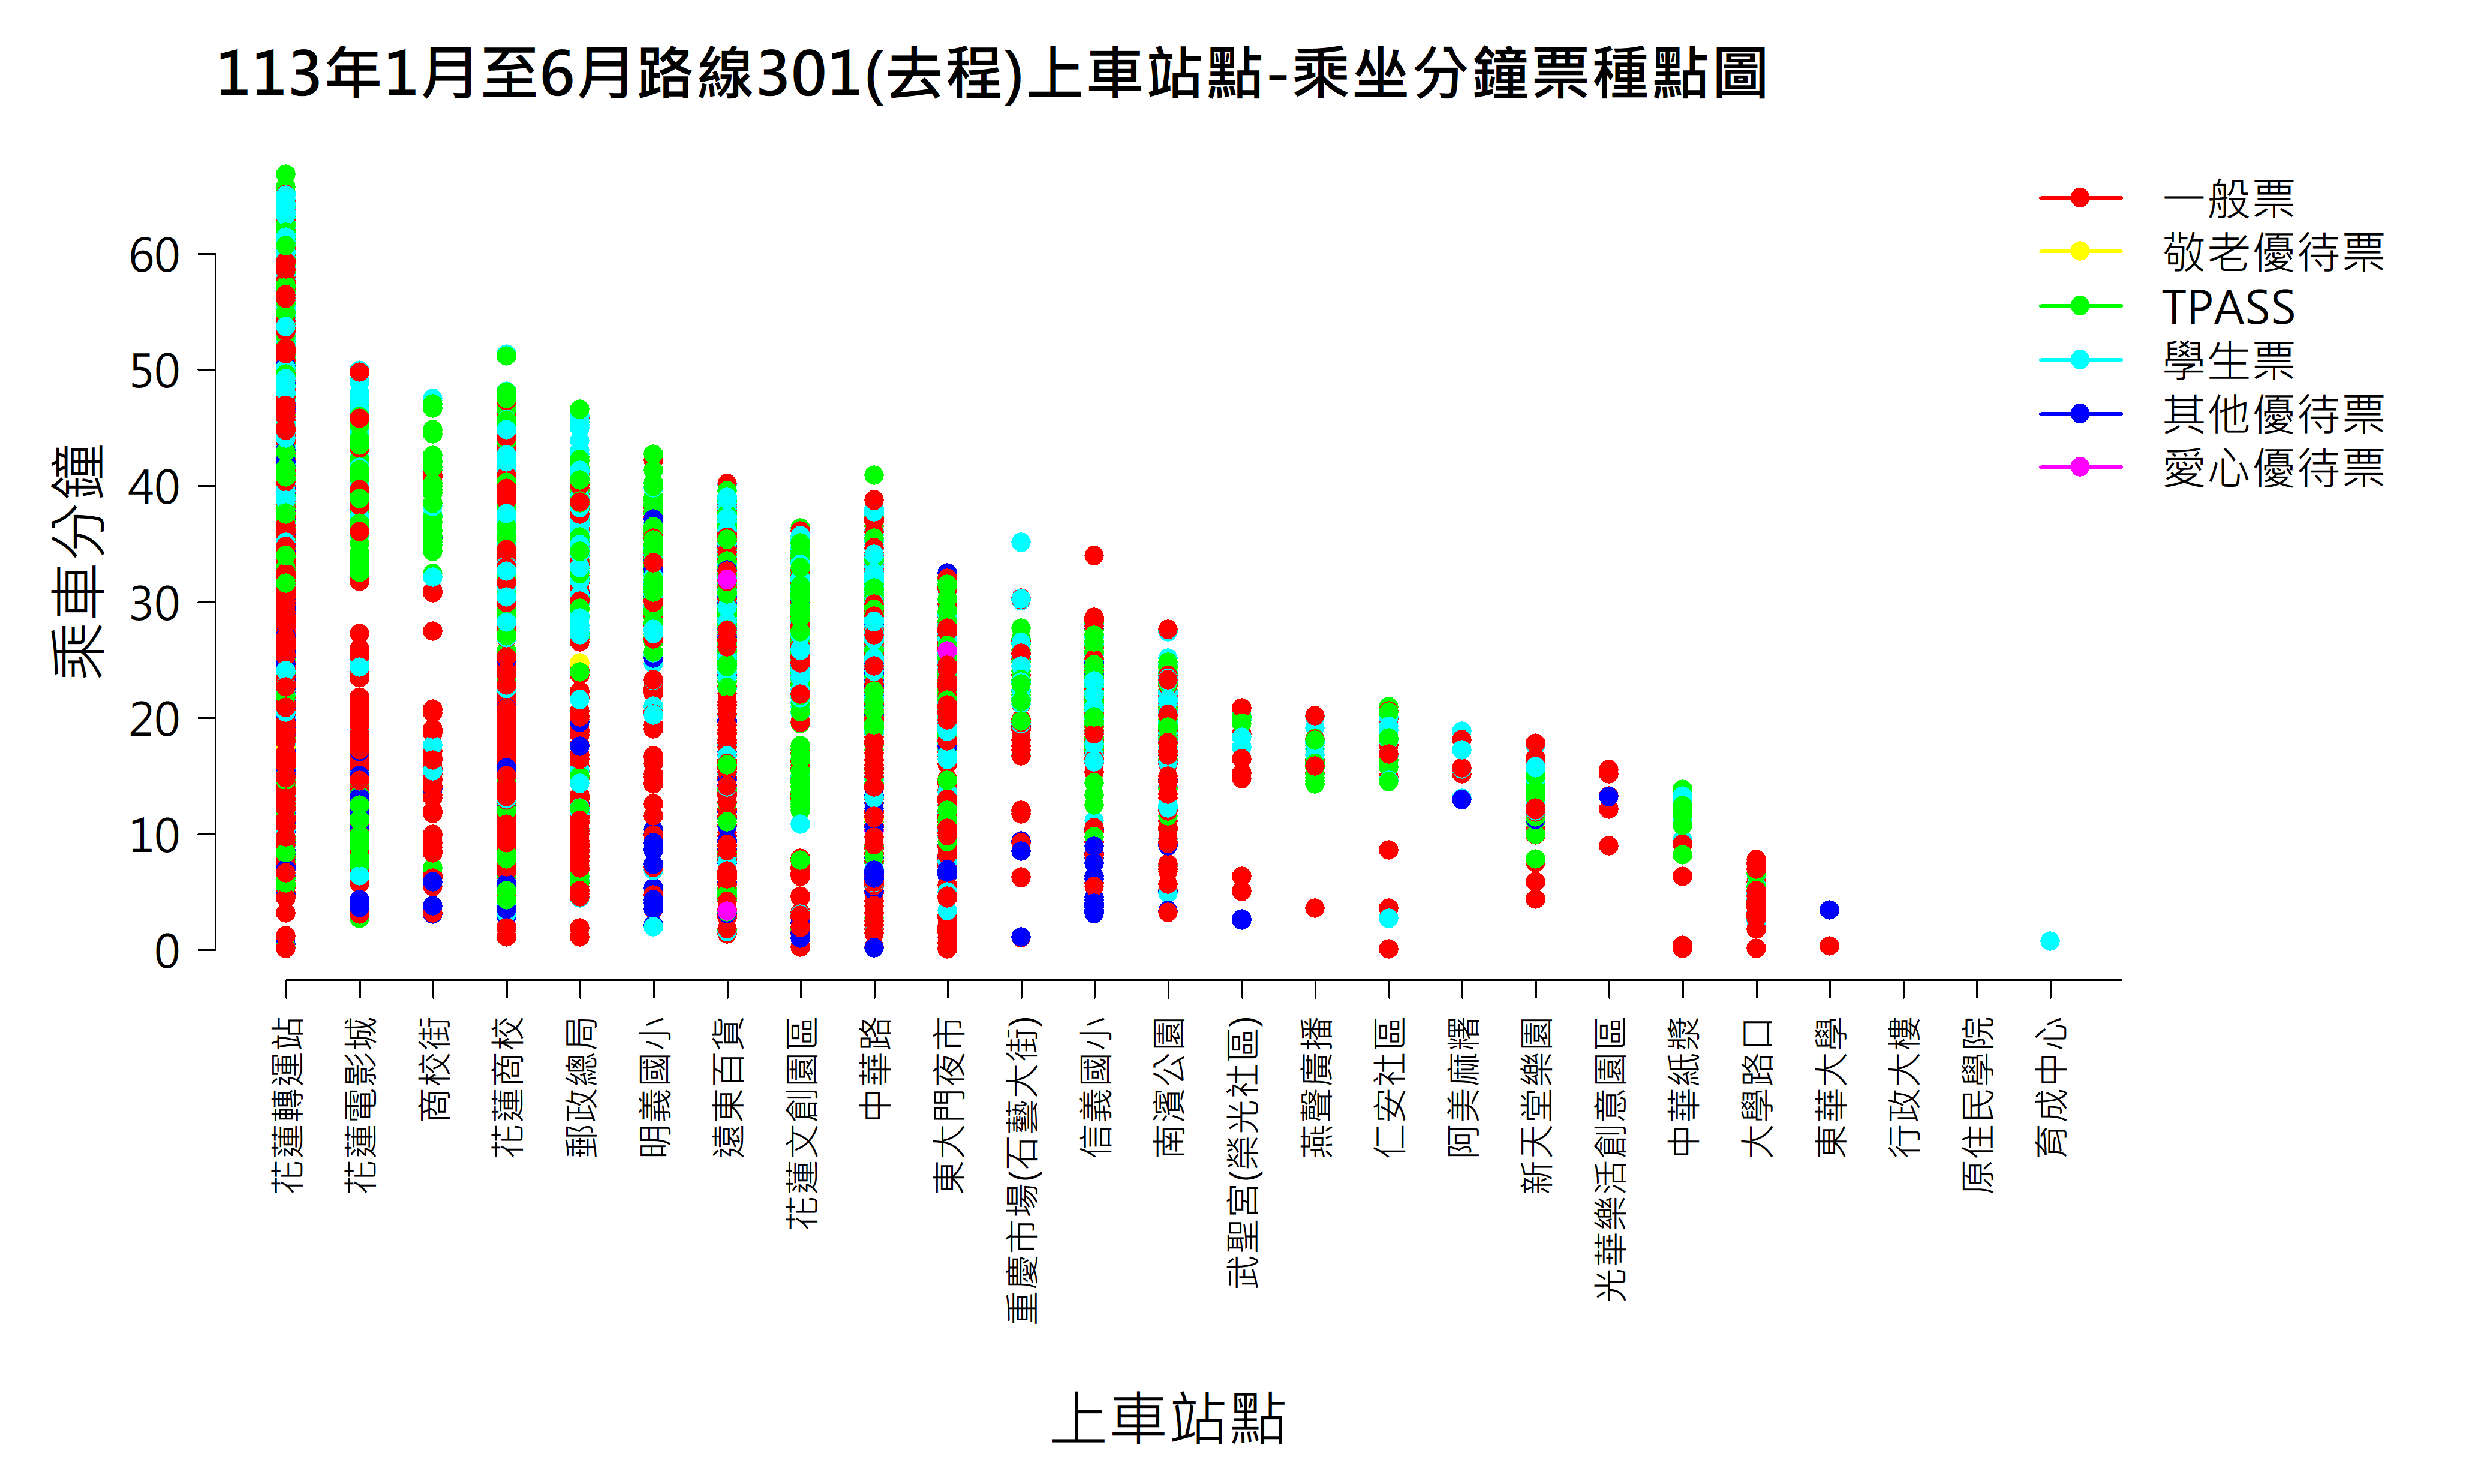 113年1月至6月路線301(去程)上車站點-乘坐分鐘票種點圖
一般票
敬老優待票
TPASS
學生票
其他優待票
愛心優待票
乘車分鐘
60
50
40
30
20
10
0
花蓮轉運站
花蓮電影城
商校街
花蓮商校
郵政總局
明義國小
遠東百貨
花蓮文創園區
中華路
東大門夜市
重慶市場(石藝大街)
信義國小
南濱公園
武聖宮(榮光社區)
燕聲廣播
仁安社區
阿美麻糬
新天堂樂園
光華樂活創意園區
中華紙漿
大學路口
東華大學
行政大樓
原住民學院
育成中心
上車站點